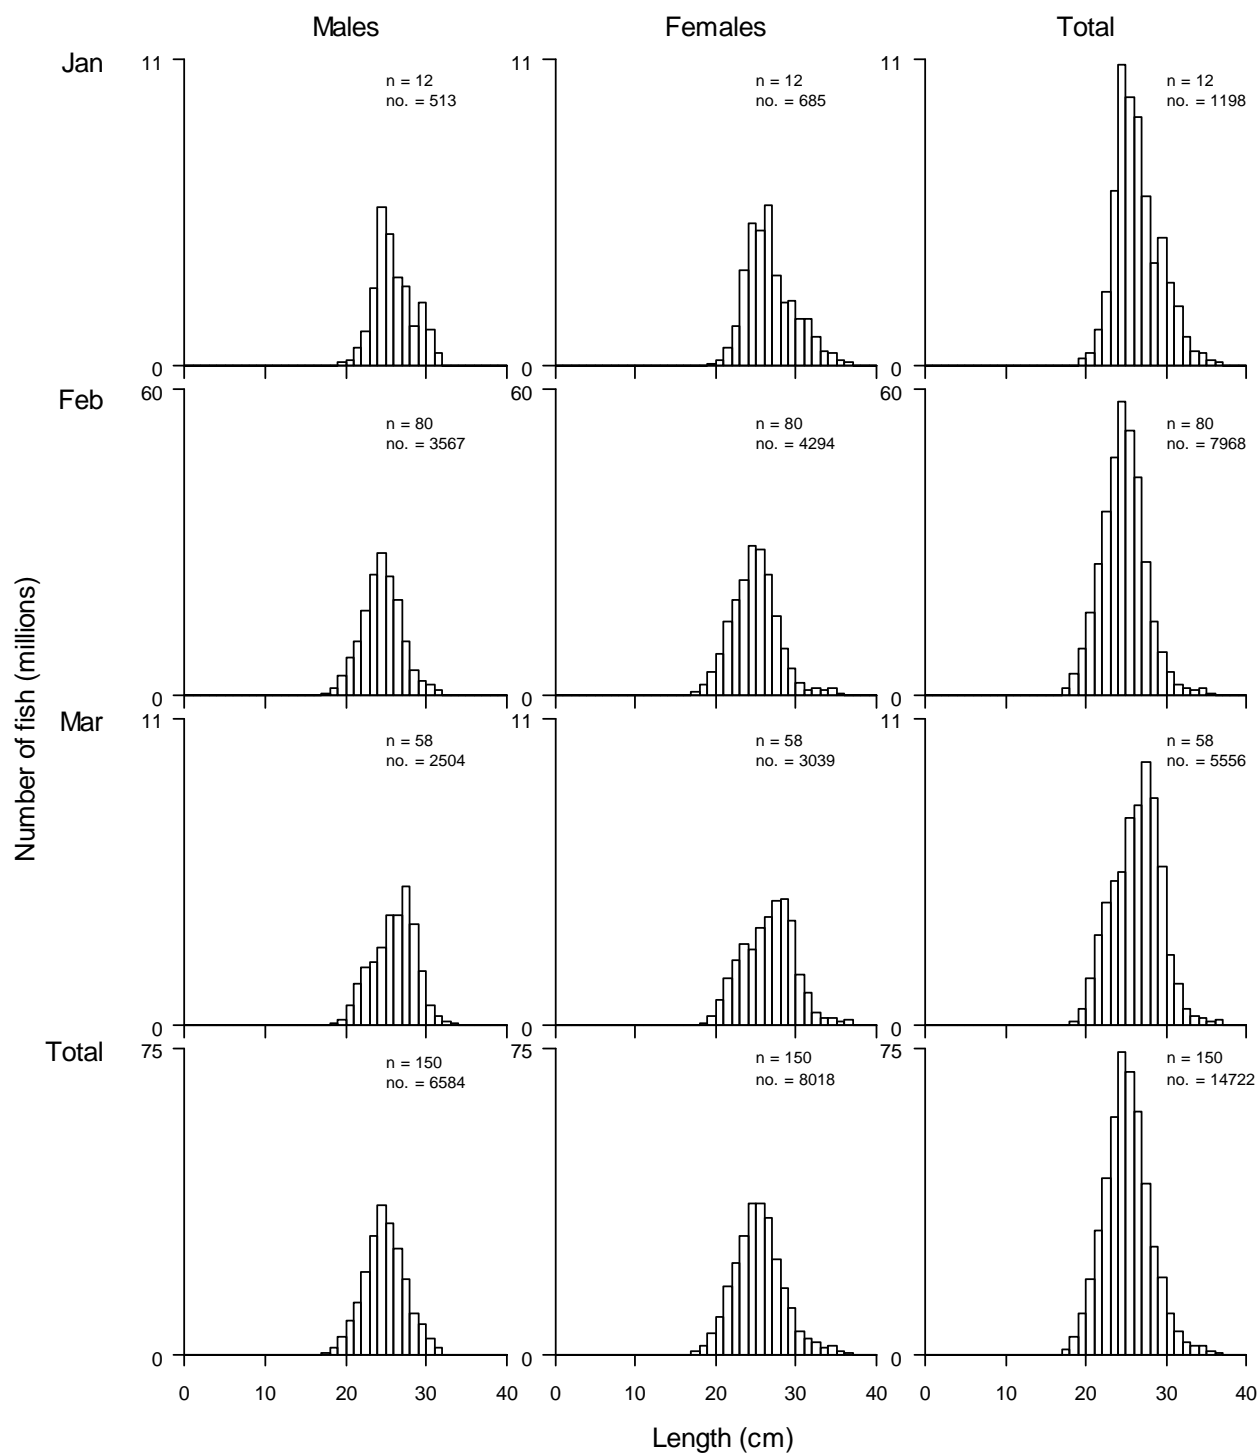 Males Females Total
Jan 11 11 11
n = 12 n = 12 n = 12
no. = 513 no. = 685 no. = 1198
0 0 0
Feb 60 60 60
n = 80 n = 80 n = 80
no. = 3567 no. = 4294 no. = 7968
0 0 0
Mar 11 11 11
n = 58 n = 58 n = 58
no. = 2504 no. = 3039 no. = 5556
0 0 0
Total 75 75 75
n = 150 n = 150 n = 150
no. = 6584 no. = 8018 no. = 14722
0 0 0
0 10 20 30 40 0 10 20 30 40 0 10 20 30 40
Length (cm)
Number of fish (millions)